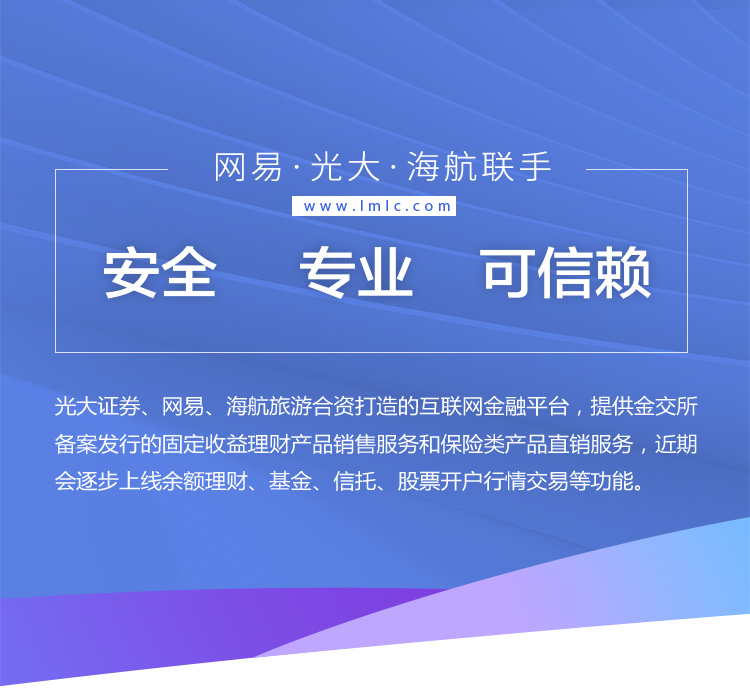 网易·光大·海航联手
www.lmlc.com
安全 专业 可信赖
光大证券、网易、海航旅游合资打造的互联网金融平台，提供金交所
备案发行的固定收益理财产品销售服务和保险类产品直销服务，近期
会逐步上线余额理财、基金、信托、股票开户行情交易等功能。